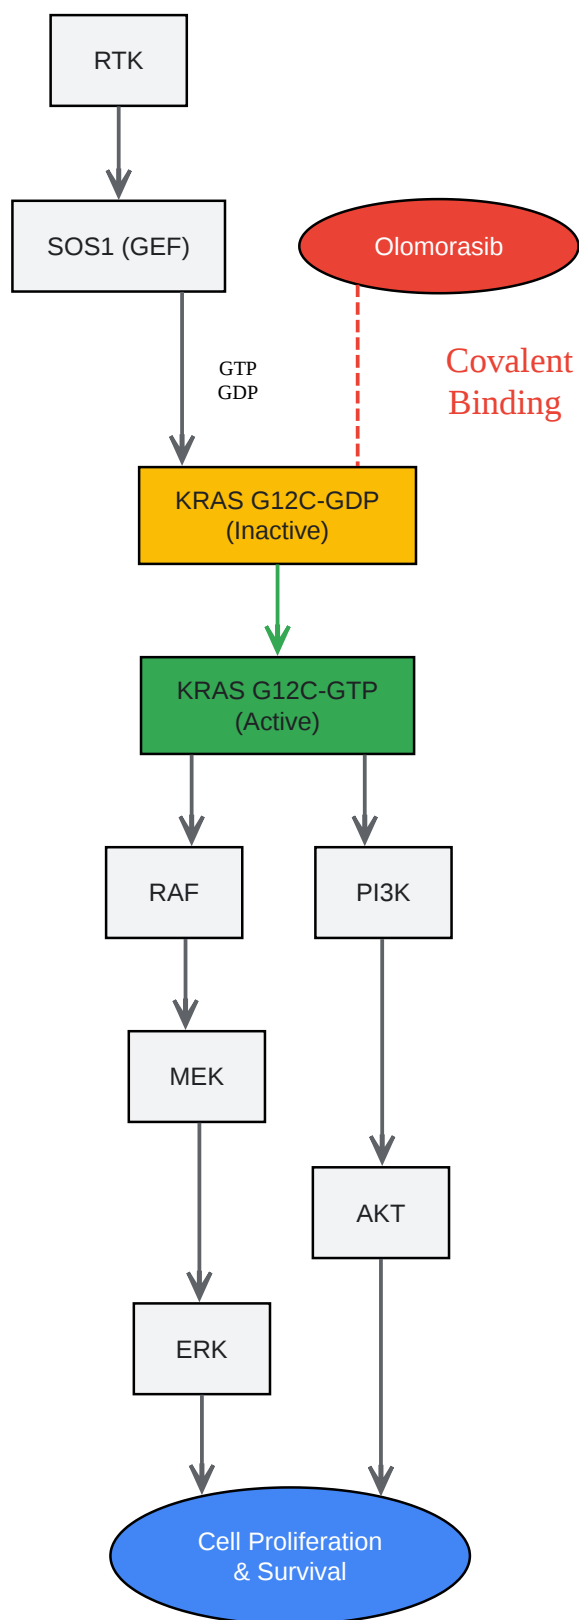 RTK
SOS1 (GEF)
Olomorasib
GTP
GDP
Covalent
Binding
KRAS G12C-GDP
(Inactive)
KRAS G12C-GTP
(Active)
RAF
PI3K
MEK
AKT
ERK
Cell Proliferation
& Survival